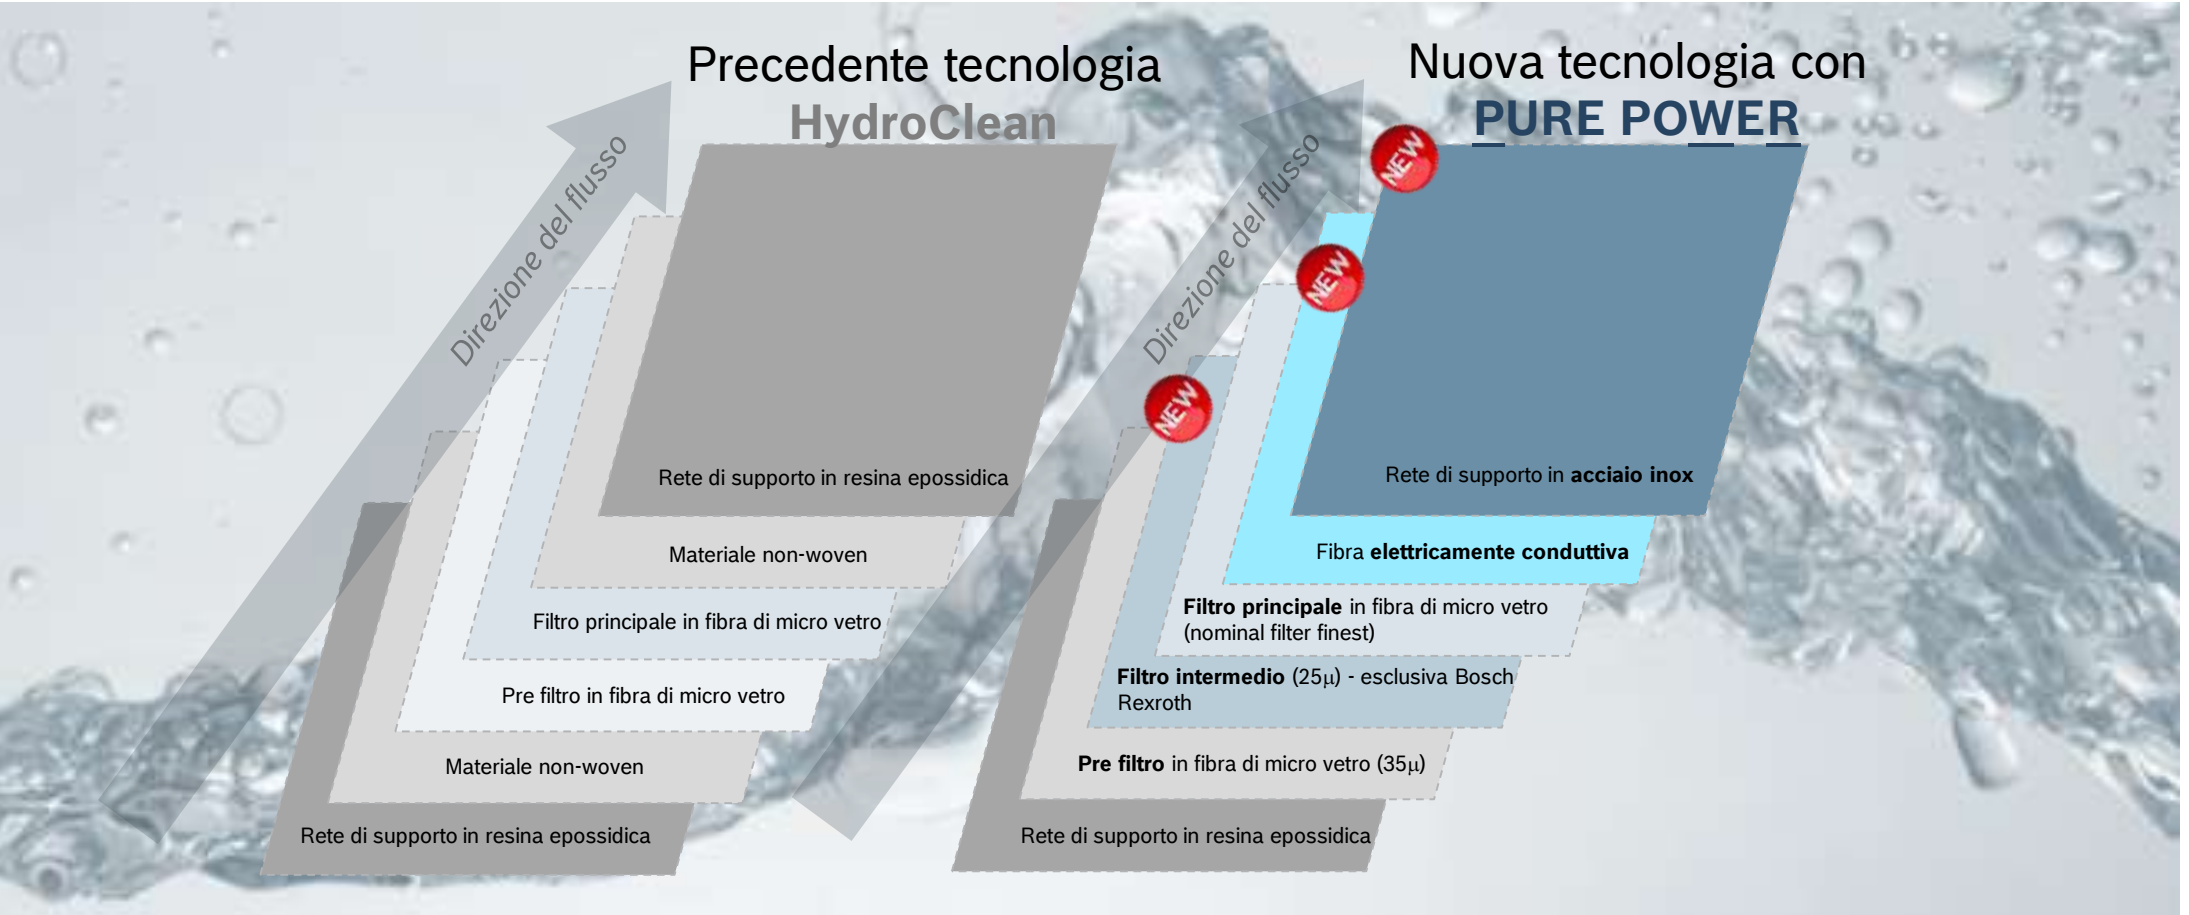 Precedente tecnologia
HydroClean
Direzione del flusso
Rete di supporto in resina epossidica
Materiale non-woven
Filtro principale in fibra di micro vetro
Pre filtro in fibra di micro vetro
Materiale non-woven
Rete di supporto in resina epossidica
Nuova tecnologia con
PURE POWER
NEW
NEW
NEW
Direzione del flusso
Rete di supporto in acciaio inox
Fibra elettricamente conduttiva
Filtro principale in fibra di micro vetro
(nominal filter finest)
Filtro intermedio (25μ) - esclusiva Bosch
Rexroth
Pre filtro in fibra di micro vetro (35μ)
Rete di supporto in resina epossidica